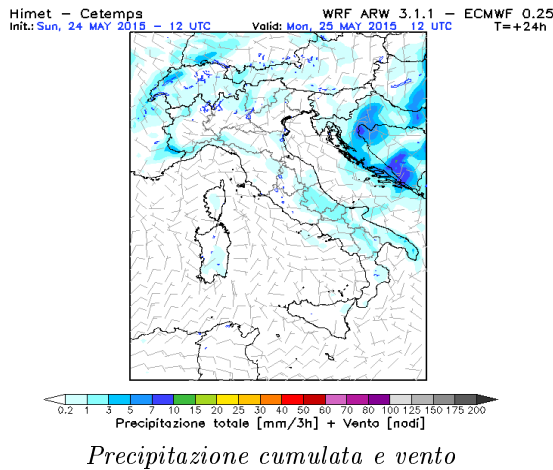 Himet – Cetemps WRF ARW 3.1.1 – ECMWF 0.25
Init.: Sun, 24 MAY 2015 – 12 UTC Valid: Mon, 25 MAY 2015 12 UTC T=+24h
0.2 1 3 5 7 10 15 20 25 30 40 50 60 70 80 100 125 150 175 200
Precipitazione totale [mm/3h] + Vento [nodi]
Precipitazione cumulata e vento